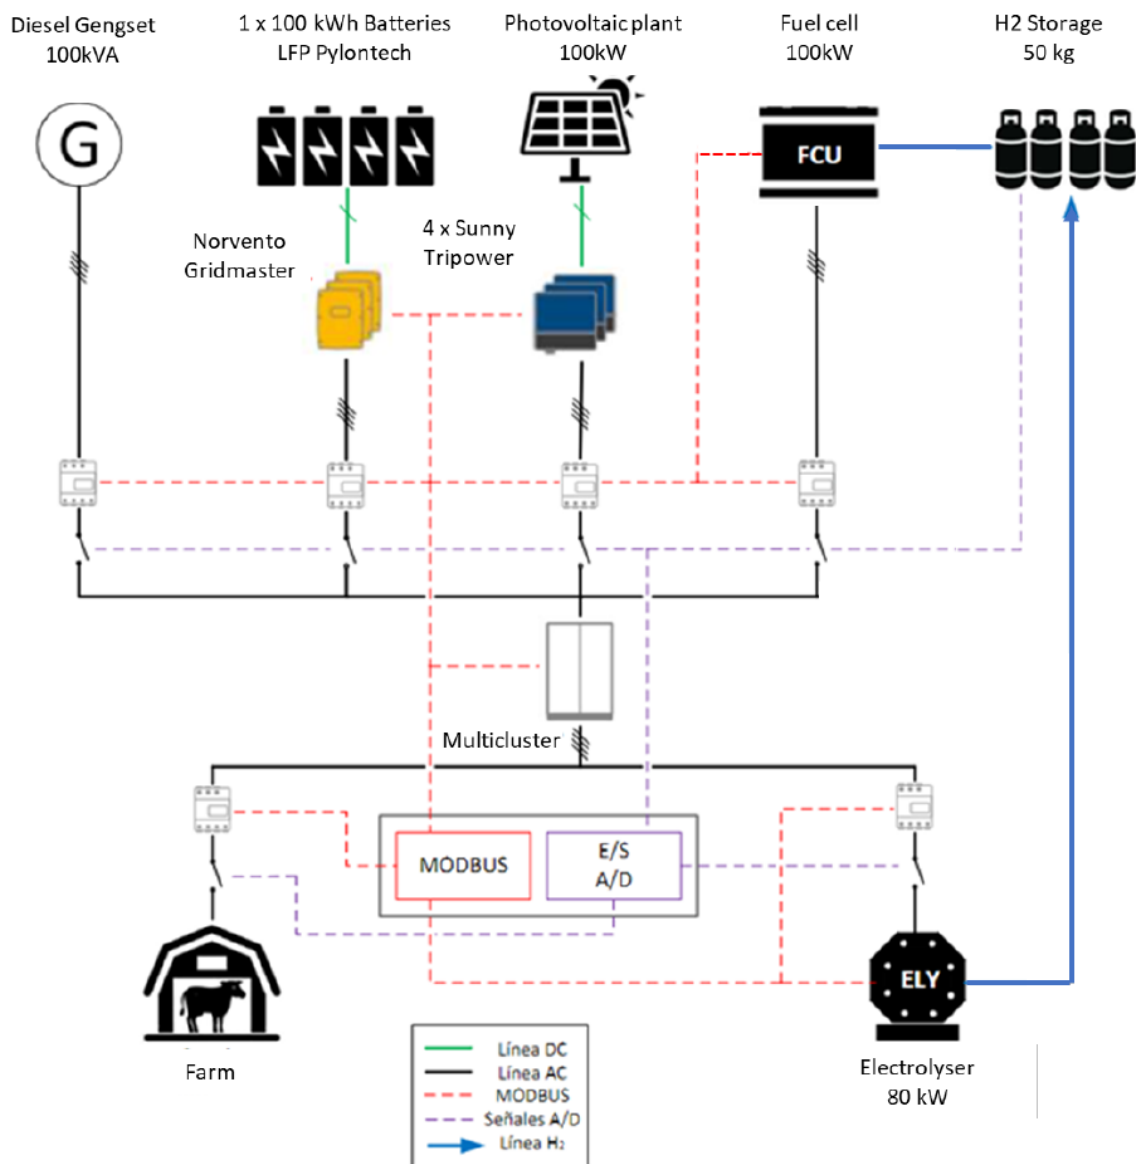 Diesel Gengset
100kVA
1 x 100 kWh Batteries
LFP Pylontech
Photovoltaic plant
100kW
Fuel cell
100kW
H2 Storage
50 kg
G
FCU
Norvento
Gridmaster
4 x Sunny
Tripower
Multicluster
MODBUS
E/S
A/D
ELY
Farm
Electrolyser
80 kW
Línea DC
Línea AC
MODBUS
Señales A/D
Línea H₂